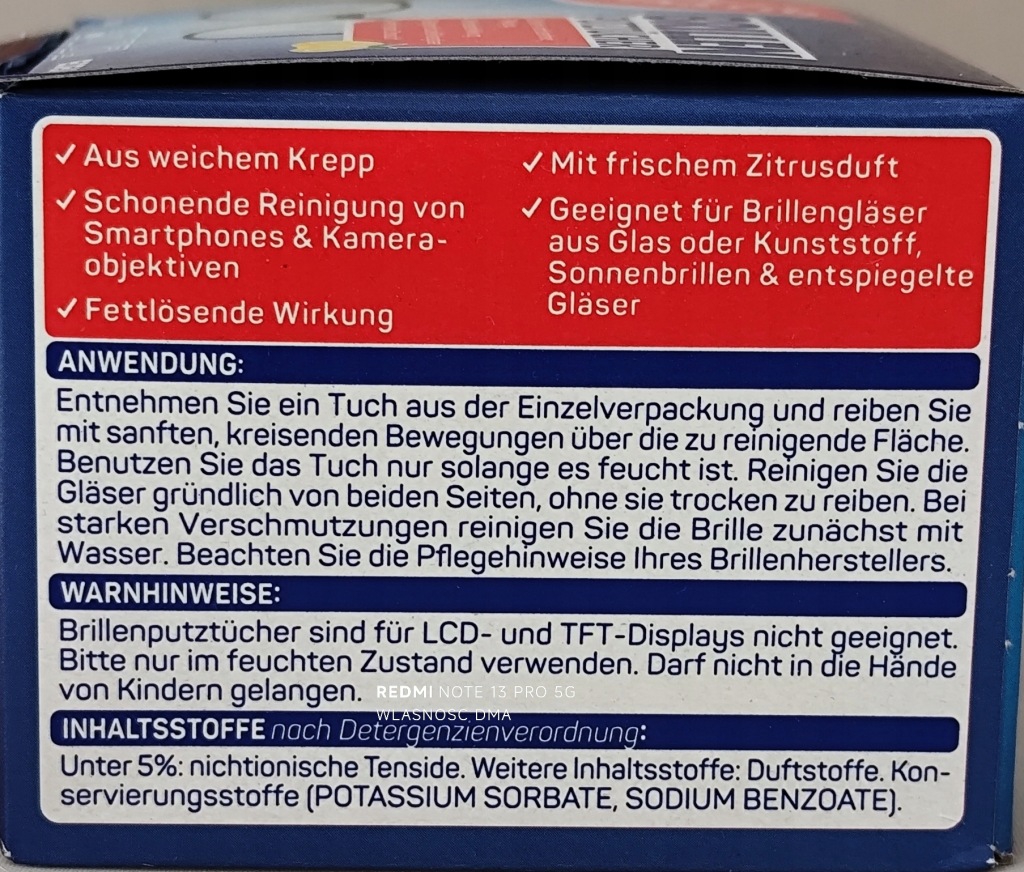 ✓ Aus weichem Krepp
✓ Schonende Reinigung von
Smartphones & Kamera-
objektiven
✓ Fettlösende Wirkung
✓ Mit frischem Zitrusduft
✓ Geeignet für Brillengläser
aus Glas oder Kunststoff,
Sonnenbrillen & entspiegelte
Gläser
ANWENDUNG:
Entnehmen Sie ein Tuch aus der Einzelverpackung und reiben Sie
mit sanften, kreisenden Bewegungen über die zu reinigende Fläche.
Benutzen Sie das Tuch nur solange es feucht ist. Reinigen Sie die
Gläser gründlich von beiden Seiten, ohne sie trocken zu reiben. Bei
starken Verschmutzungen reinigen Sie die Brille zunächst mit
Wasser. Beachten Sie die Pflegehinweise Ihres Brillenherstellers.
WARNHINWEISE:
Brillenputztücher sind für LCD- und TFT-Displays nicht geeignet.
Bitte nur im feuchten Zustand verwenden. Darf nicht in die Hände
von Kindern gelangen.
REDMI NOTE 13 PRO 5G
WLASNOSC DMA
INHALTSSTOFFE nach Detergenzienverordnung:
Unter 5%: nichtionische Tenside. Weitere Inhaltsstoffe: Duftstoffe. Kon-
servierungsstoffe (POTASSIUM SORBATE, SODIUM BENZOATE).